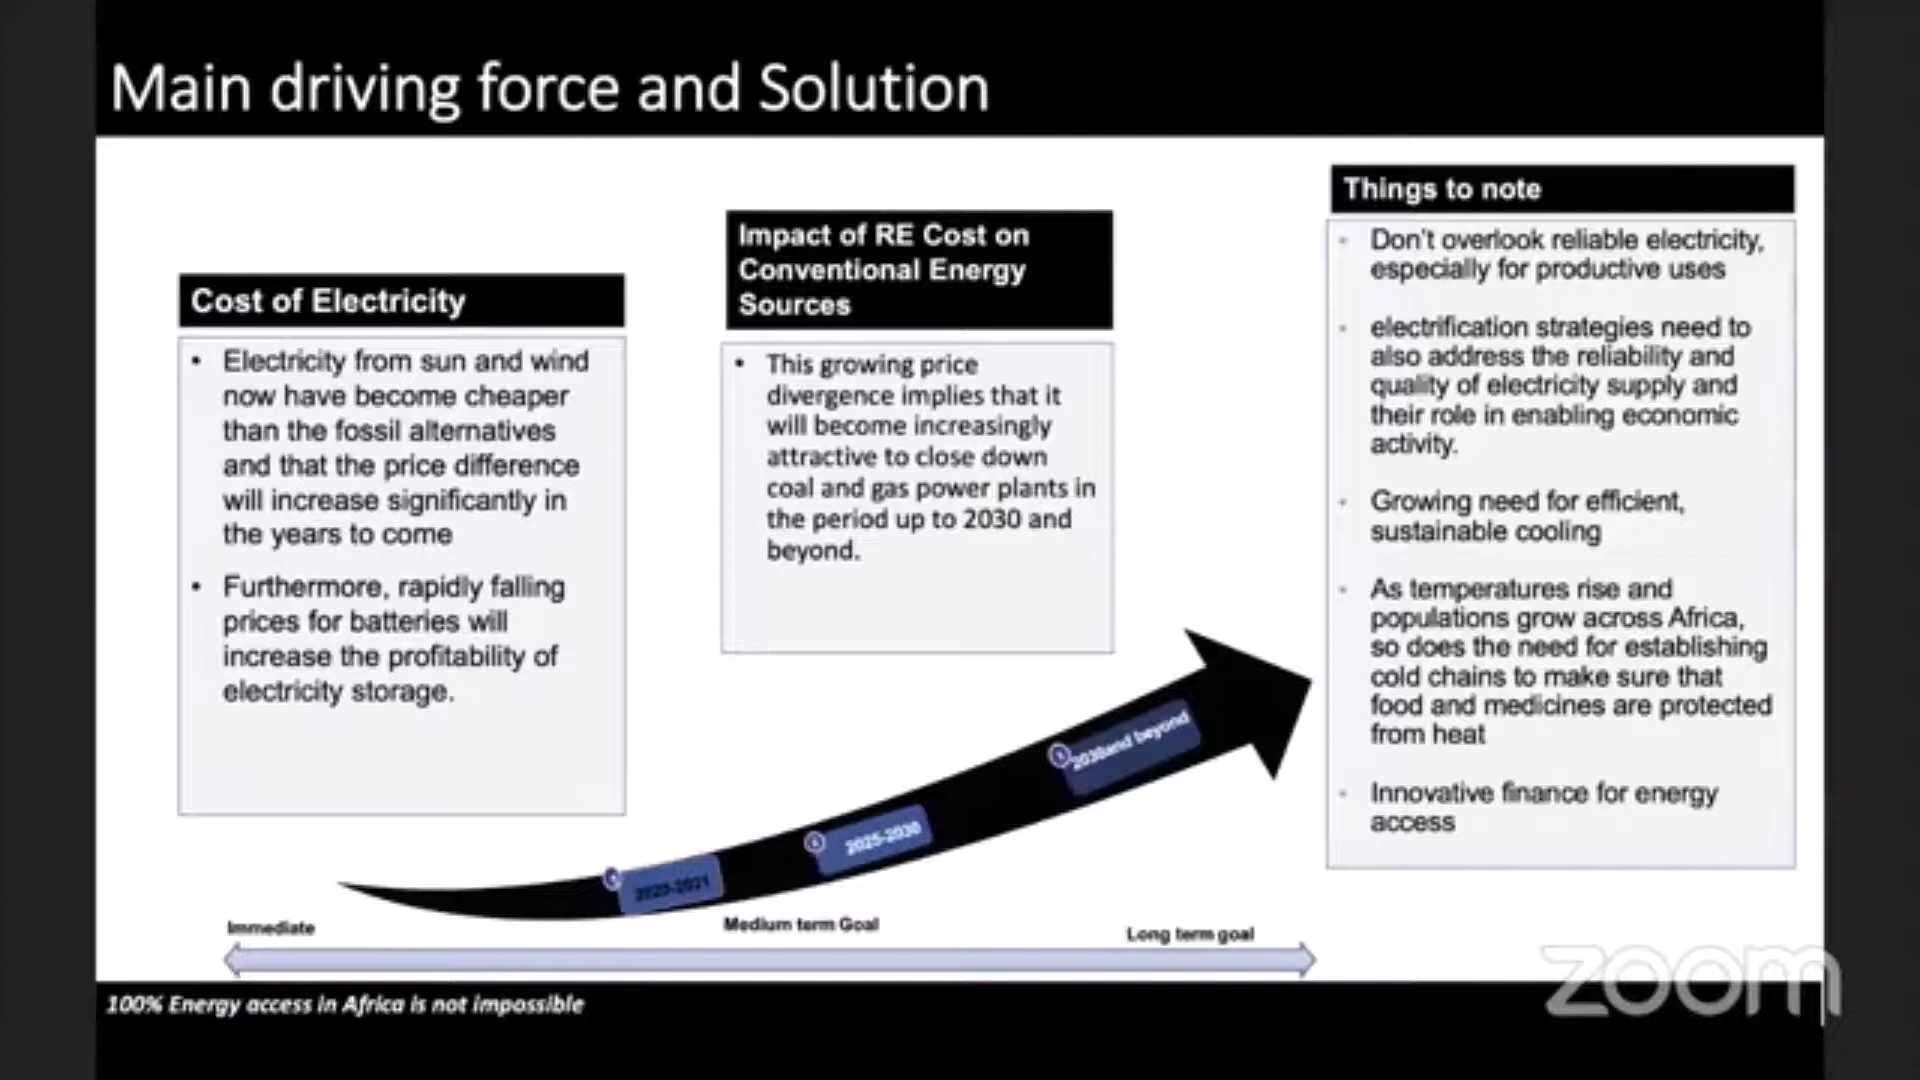 Main driving force and Solution
Cost of Electricity
• Electricity from sun and wind
now have become cheaper
than the fossil alternatives
and that the price difference
will increase significantly in
the years to come
• Furthermore, rapidly falling
prices for batteries will
increase the profitability of
electricity storage.
Impact of RE Cost on
Conventional Energy
Sources
• This growing price
divergence implies that it
will become increasingly
attractive to close down
coal and gas power plants in
the period up to 2030 and
beyond.
Things to note
- Don't overlook reliable electricity,
especially for productive uses
- electrification strategies need to
also address the reliability and
quality of electricity supply and
their role in enabling economic
activity.
- Growing need for efficient,
sustainable cooling
- As temperatures rise and
populations grow across Africa,
so does the need for establishing
cold chains to make sure that
food and medicines are protected
from heat
- Innovative finance for energy
access
2020-2021
2025-2030
2030and beyond
Immediate
Medium term Goal
Long term goal
100% Energy access in Africa is not impossible
zoom